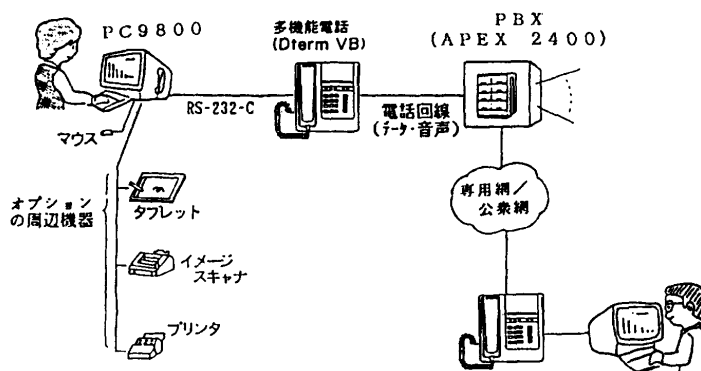 PC9800
多機能電話
(Dterm VB)
PBX
(APEX 2400)
RS-232-C
電話回線
(データ・音声)
マウス
オプション
の周辺機器
タブレット
イメージ
スキャナ
プリンタ
専用網／
公衆網